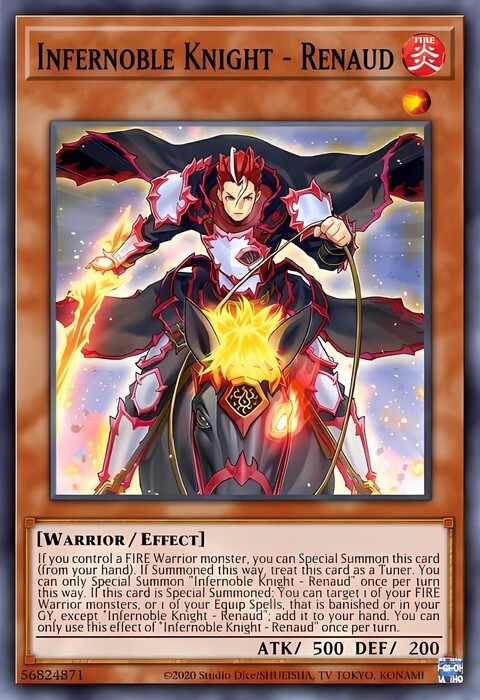 INFERNOBLE KNIGHT - RENAUD
FIRE
炎
[WARRIOR / EFFECT]
If you control a FIRE Warrior monster, you can Special Summon this card
(from your hand). If Summoned this way, treat this card as a Tuner. You
can only Special Summon "Infernoble Knight - Renaud" once per turn
this way. If this card is Special Summoned: You can target 1 of your FIRE
Warrior monsters, or 1 of your Equip Spells, that is banished or in your
GY, except "Infernoble Knight - Renaud"; add it to your hand. You can
only use this effect of "Infernoble Knight - Renaud" once per turn.
ATK/ 500 DEF/ 200
56824871
©2020 Studio Dice/SHUEISHA, TV TOKYO, KONAMI